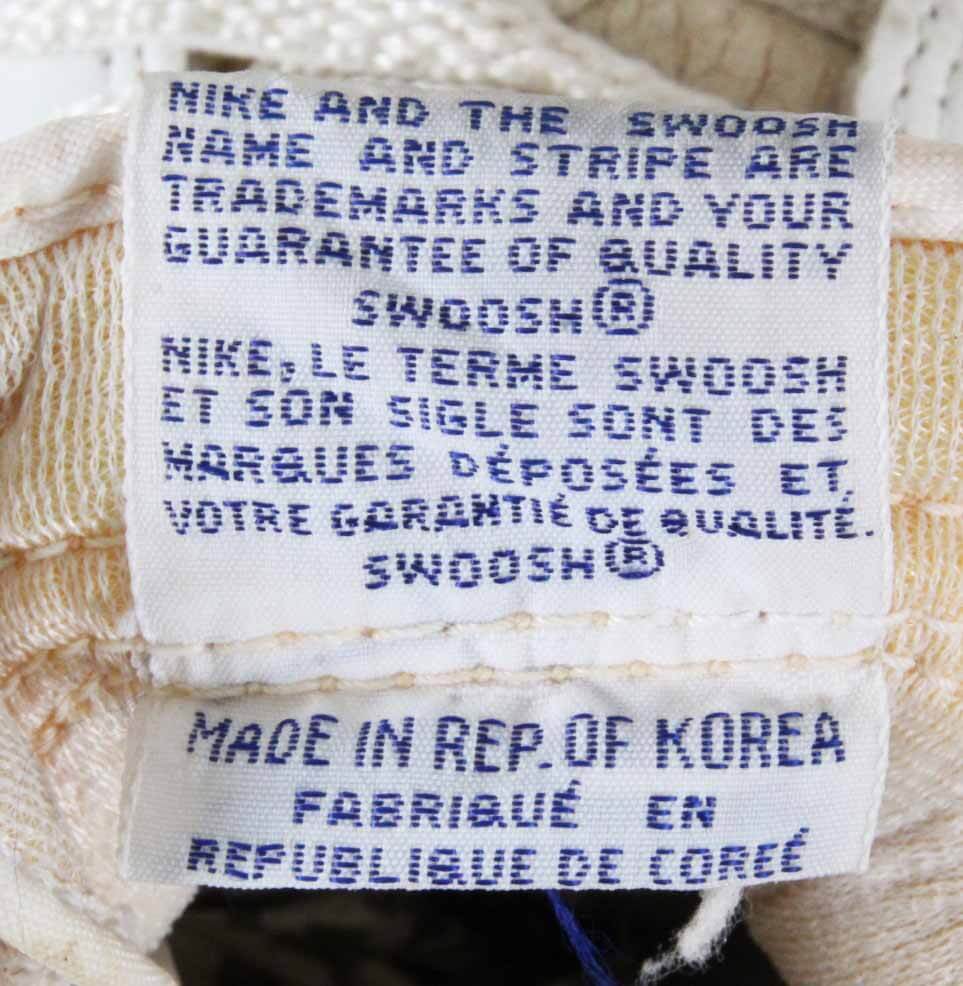 NIKE AND THE SWOOSH
NAME AND STRIPE ARE
TRADEMARKS AND YOUR
GUARANTEE OF QUALITY
SWOOSH®
NIKE, LE TERME SWOOSH
ET SON SIGLE SONT DES
MARQUES DÉPOSÉES ET
VOTRE GARANTIÉ DE QUALITÉ.
SWOOSH®
MADE IN REP. OF KOREA
FABRIQUÉ EN
REPUBLIQUE DE COREÉ